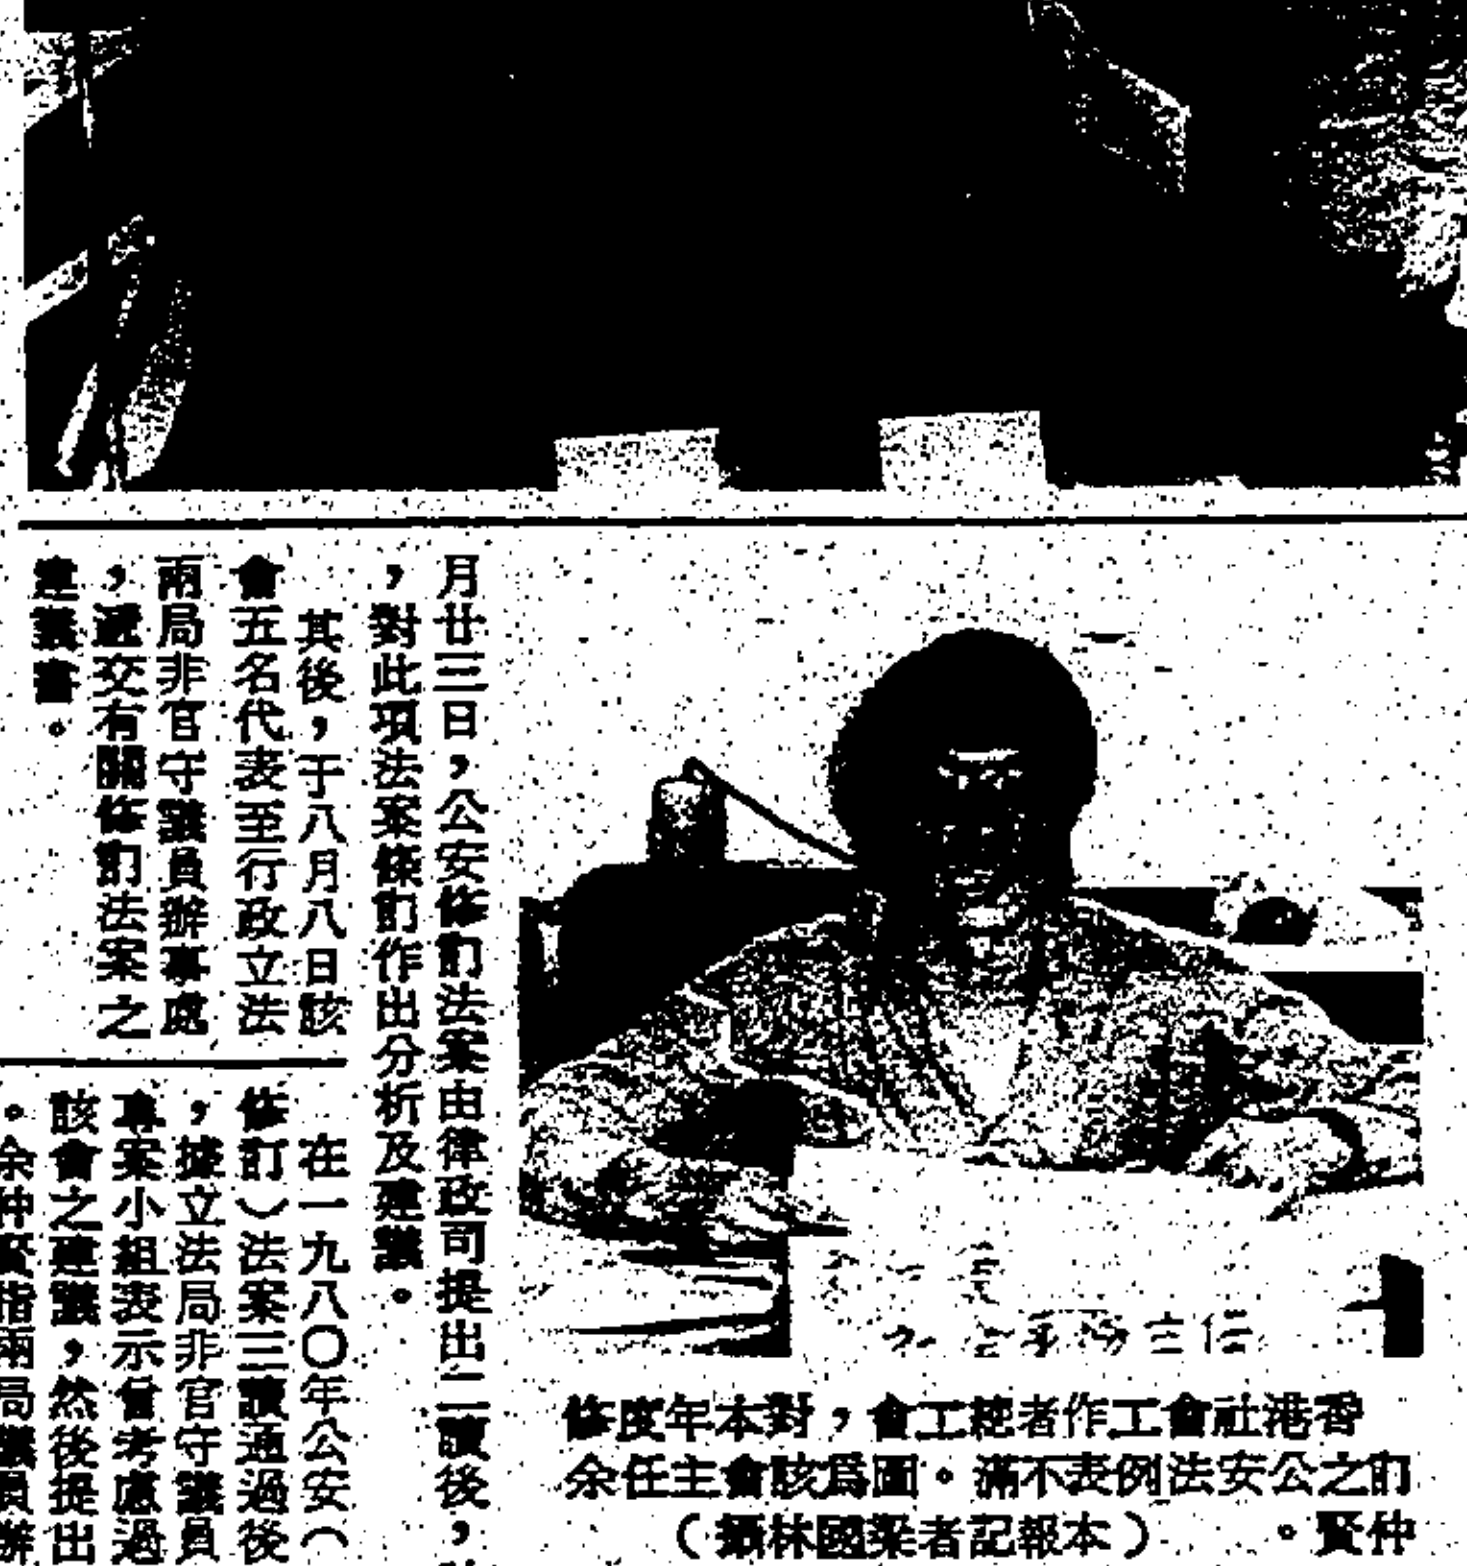 月廿三日，公安修訂法案由律政司提出二讀後，
，對此項法案條訂作出分析及建議。
其後，于八月八日該
會五名代表至行政立法
兩局非官守議員辦事處
，遞交有關修訂法案之
建議書。
在一九八〇年公安（
修訂）法案三讀通過後
，據立法局非官守議員
專案小組表示曾考慮過
該會之建議，然後提出
。余仲賢指兩局議員辦
香港社會工作者總工會，對本年度修
訂之公安法例表不滿。圖爲該會主任余
仲賢。（本報記者梁國林攝）